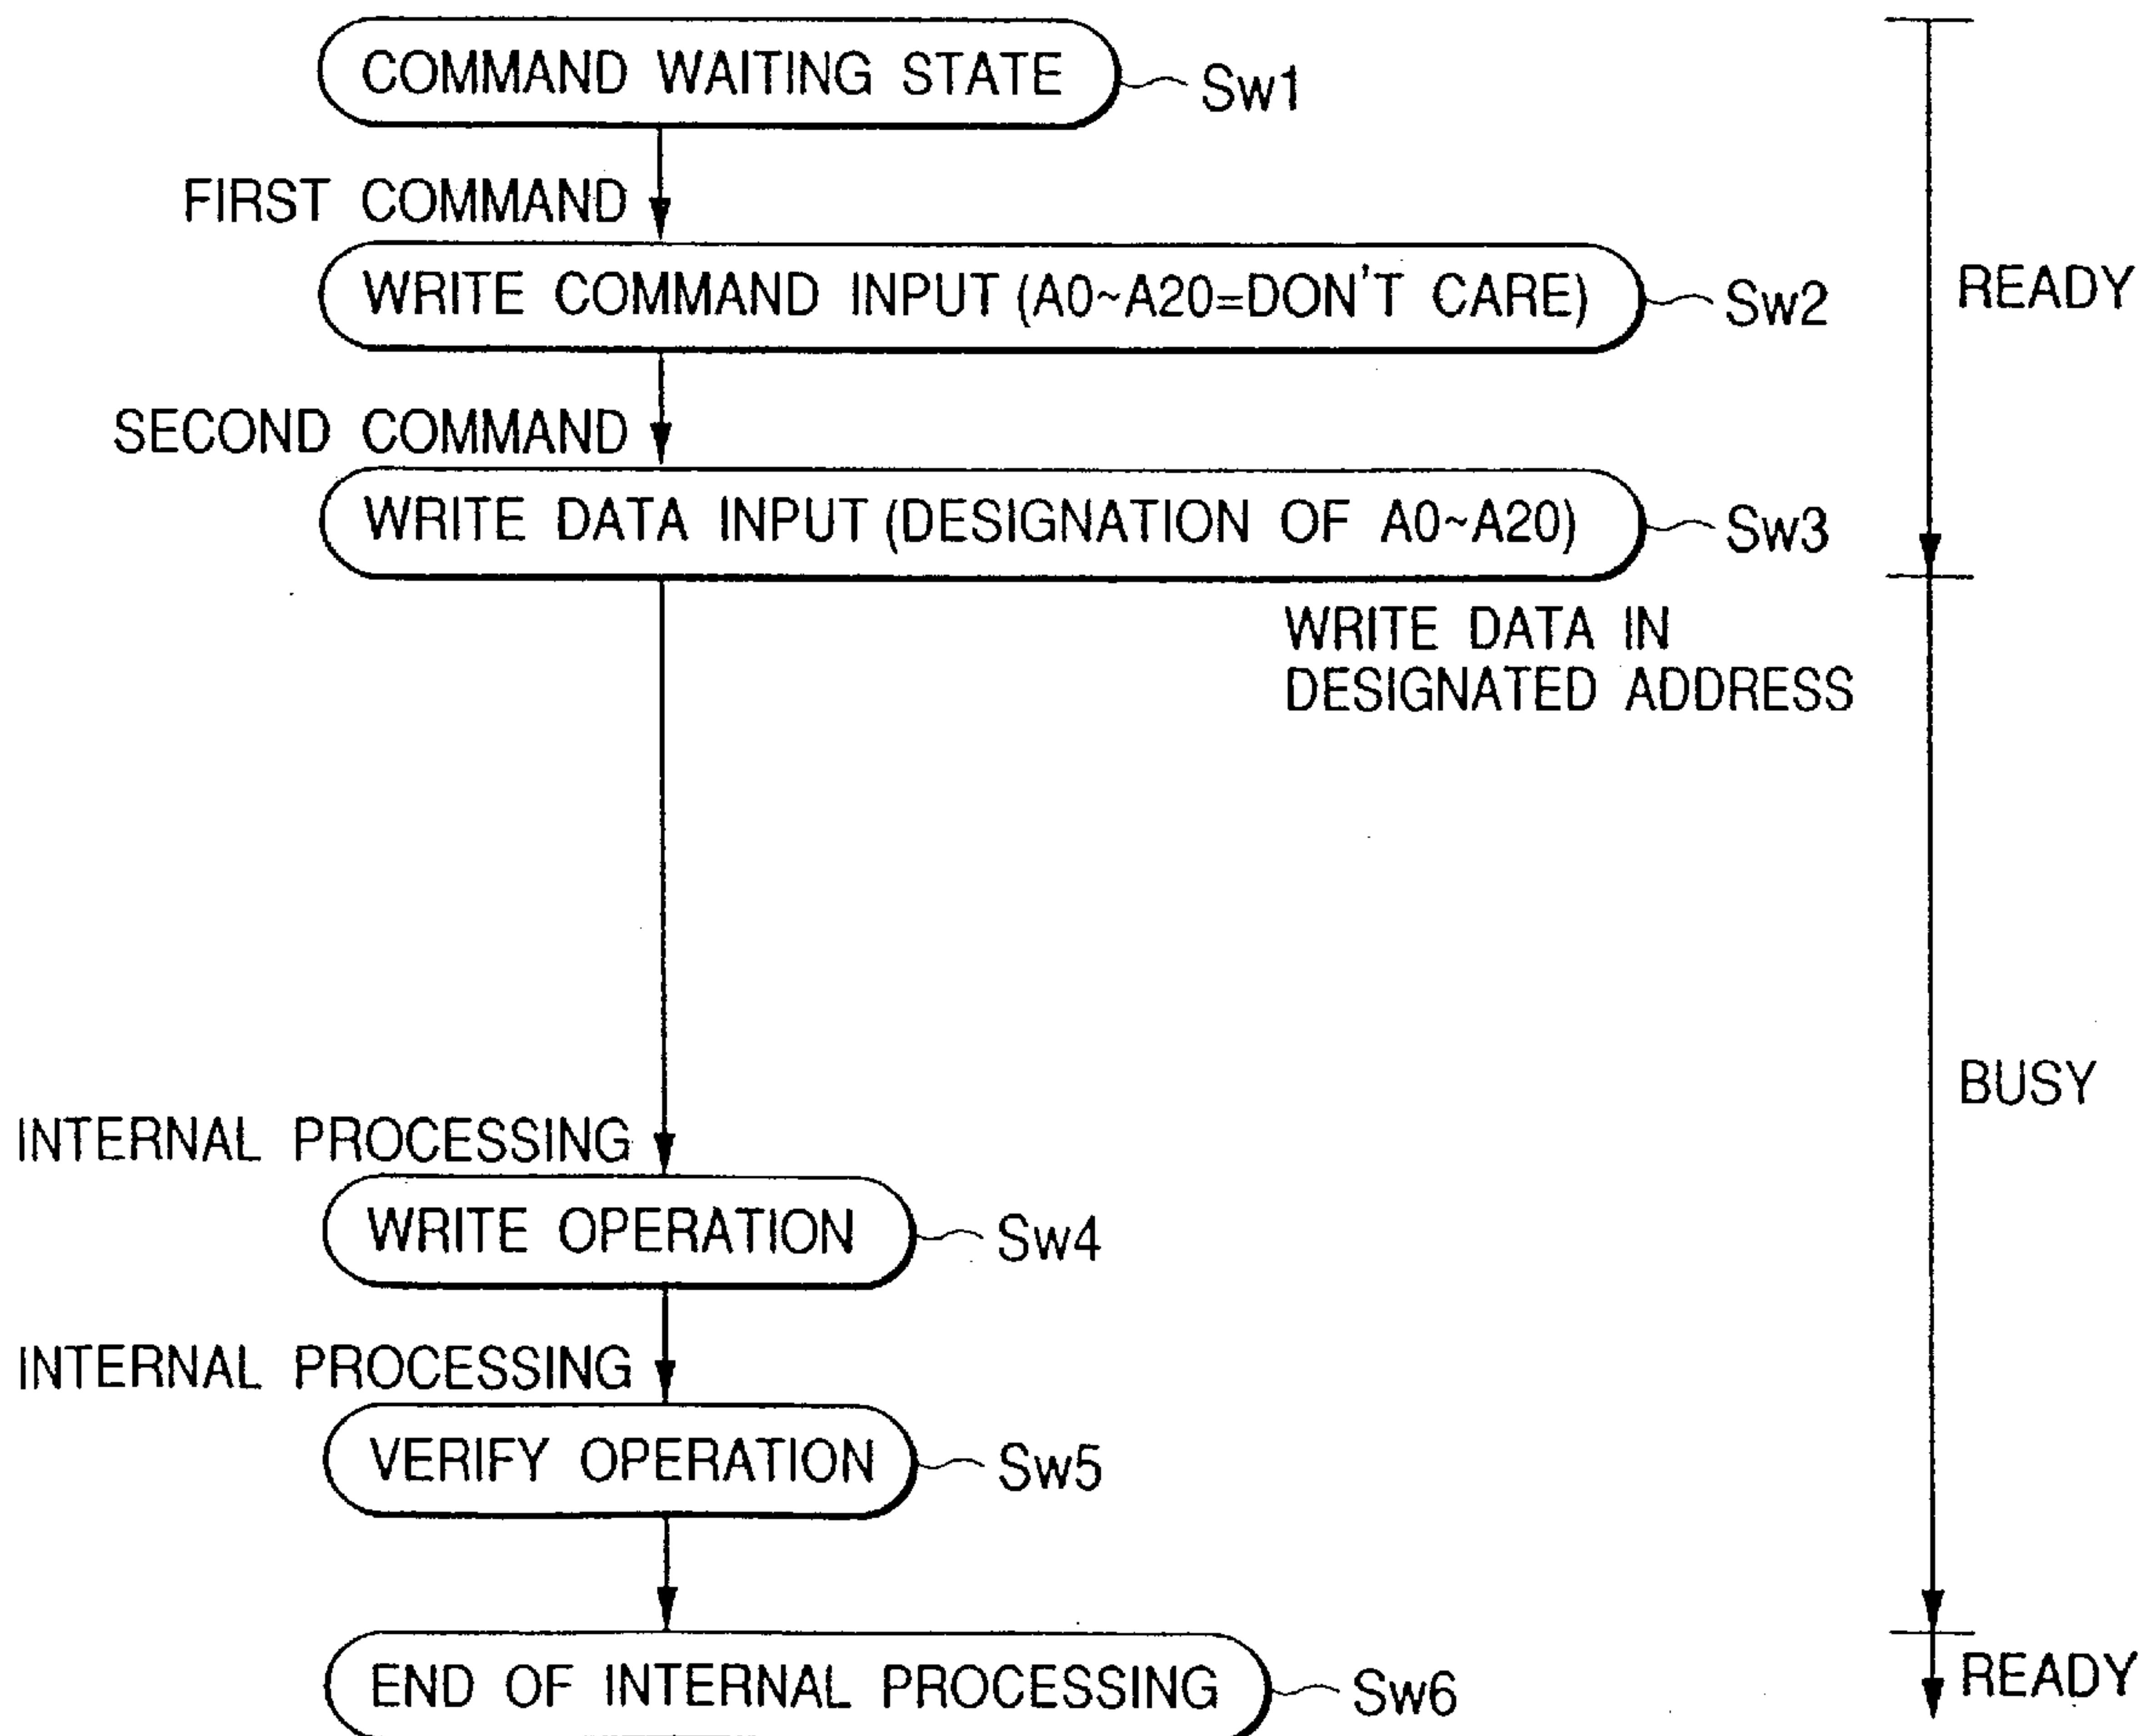 COMMAND WAITING STATE Sw1
FIRST COMMAND
WRITE COMMAND INPUT (A0~A20=DON'T CARE) Sw2
READY
SECOND COMMAND
WRITE DATA INPUT (DESIGNATION OF A0~A20) Sw3
WRITE DATA IN
DESIGNATED ADDRESS
BUSY
INTERNAL PROCESSING
WRITE OPERATION Sw4
INTERNAL PROCESSING
VERIFY OPERATION Sw5
END OF INTERNAL PROCESSING Sw6
READY